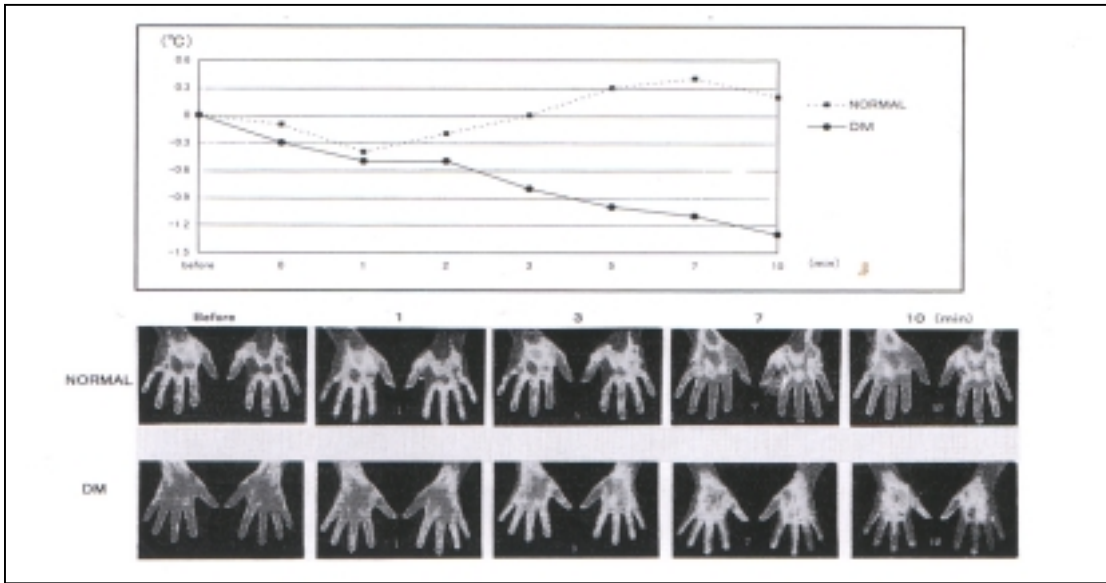 (℃)
0.6
0.3
0
-0.3
-0.6
-0.9
-1.2
-1.5
before 0 1 2 3 5 7 10 (min)
NORMAL
DM
Before 1 3 7 10 (min)
NORMAL
DM